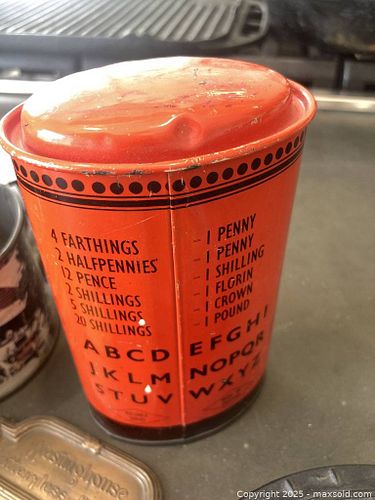 4 FARTHINGS - 1 PENNY
2 HALFPENNIES - 1 PENNY
12 PENCE - 1 SHILLING
2 SHILLINGS - 1 FLORIN
5 SHILLINGS - 1 CROWN
20 SHILLINGS - 1 POUND
A B C D E F G H I
J K L M N O P Q R
S T U V W X Y Z
Westinghouse
Copyright 2025 - maxsold.com